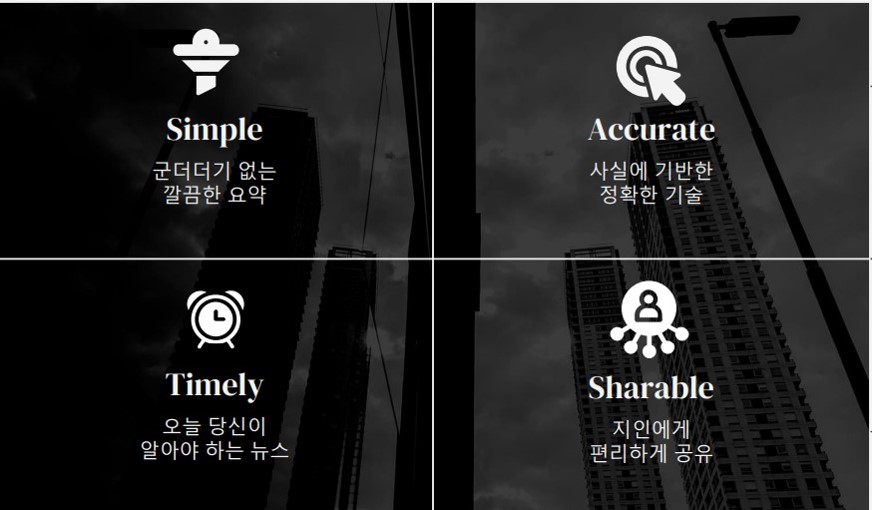 Simple
군더더기 없는
깔끔한 요약
Accurate
사실에 기반한
정확한 기술
Timely
오늘 당신이
알아야 하는 뉴스
Sharable
지인에게
편리하게 공유